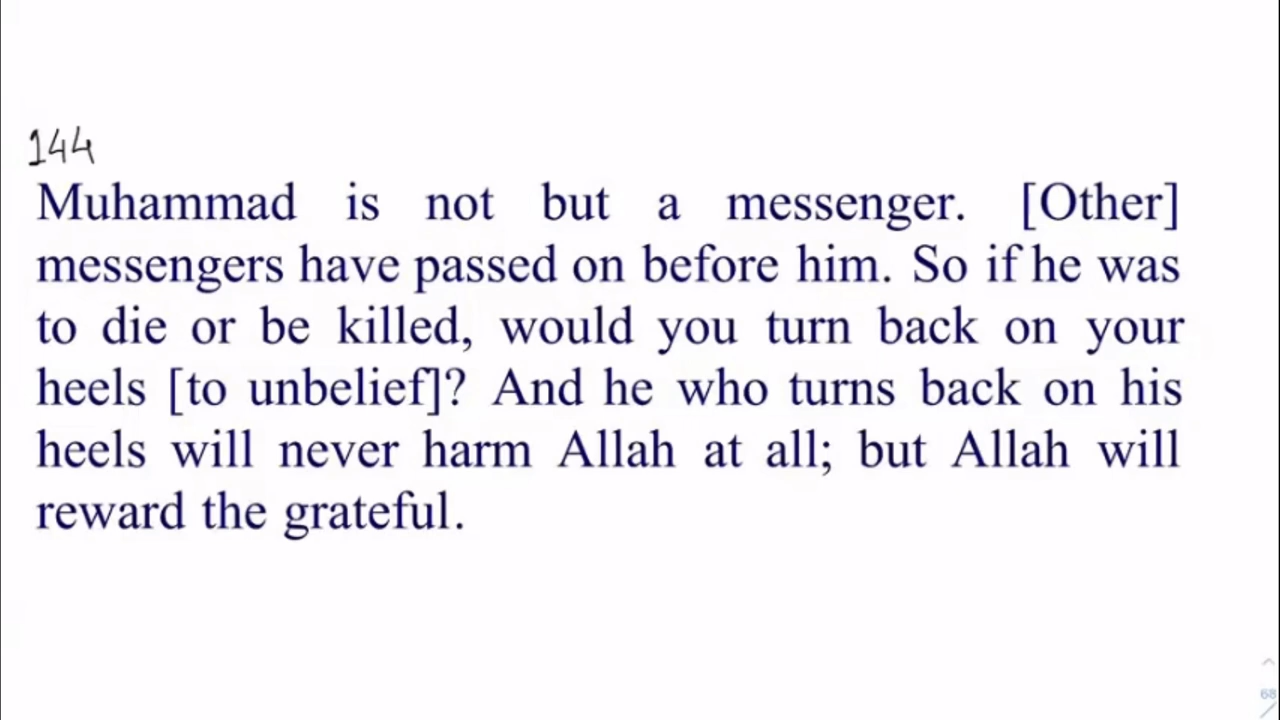 144
Muhammad is not but a messenger. [Other]
messengers have passed on before him. So if he was
to die or be killed, would you turn back on your
heels [to unbelief]? And he who turns back on his
heels will never harm Allah at all; but Allah will
reward the grateful.
68